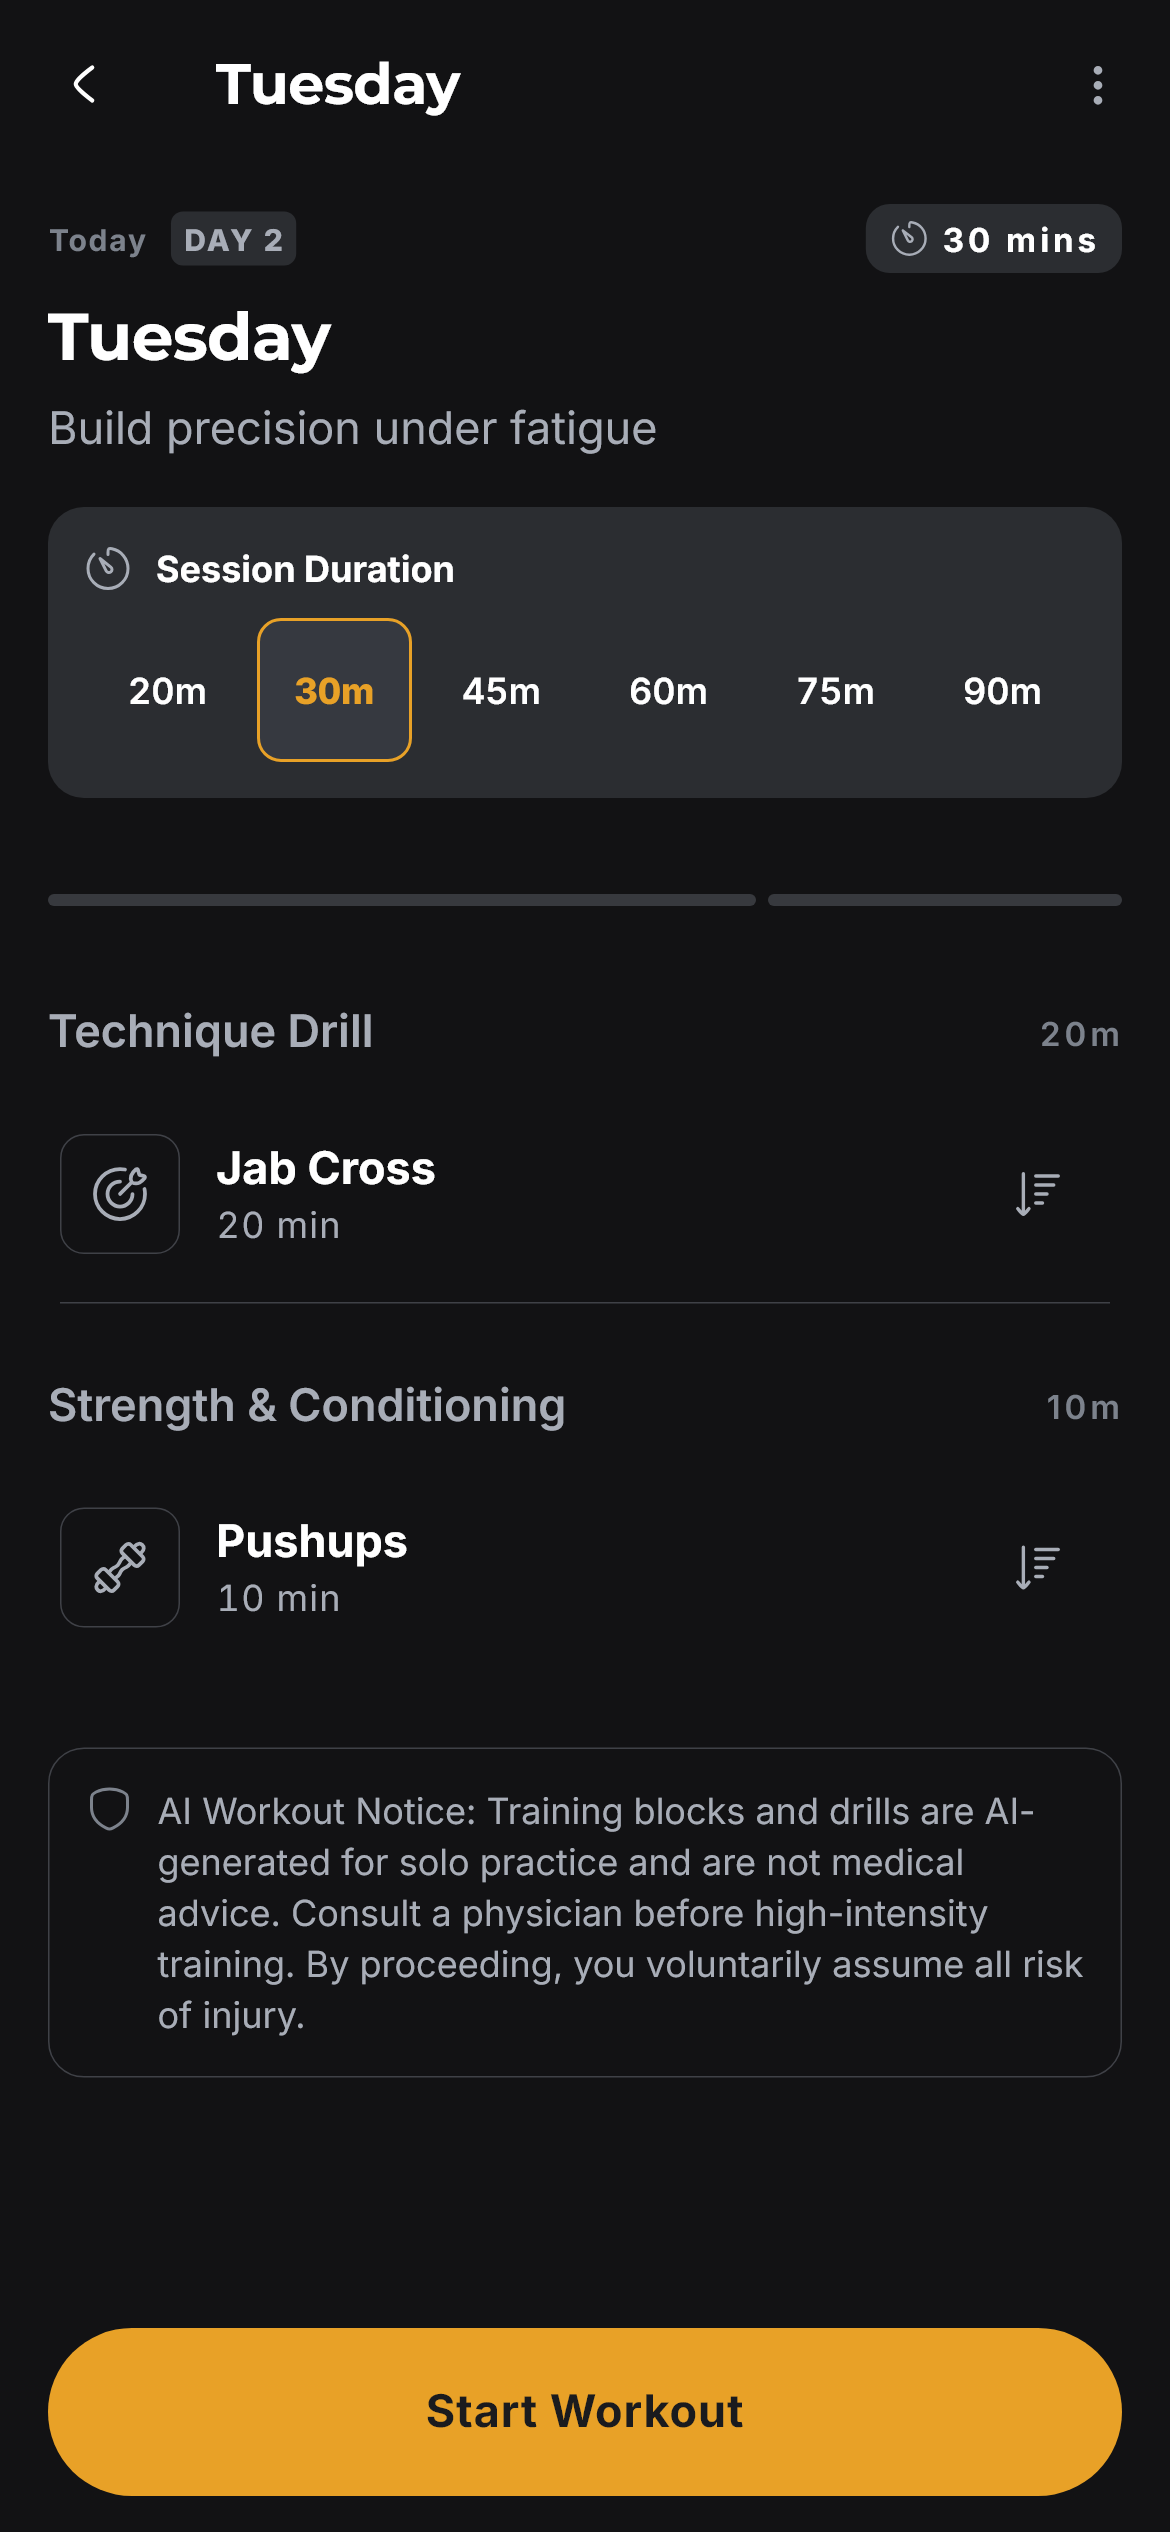 Tuesday
Today DAY 2 30 mins
Tuesday
Build precision under fatigue
Session Duration
20m 30m 45m 60m 75m 90m
Technique Drill 20m
Jab Cross
20 min
Strength & Conditioning 10m
Pushups
10 min
AI Workout Notice: Training blocks and drills are AI-
generated for solo practice and are not medical
advice. Consult a physician before high-intensity
training. By proceeding, you voluntarily assume all risk
of injury.
Start Workout